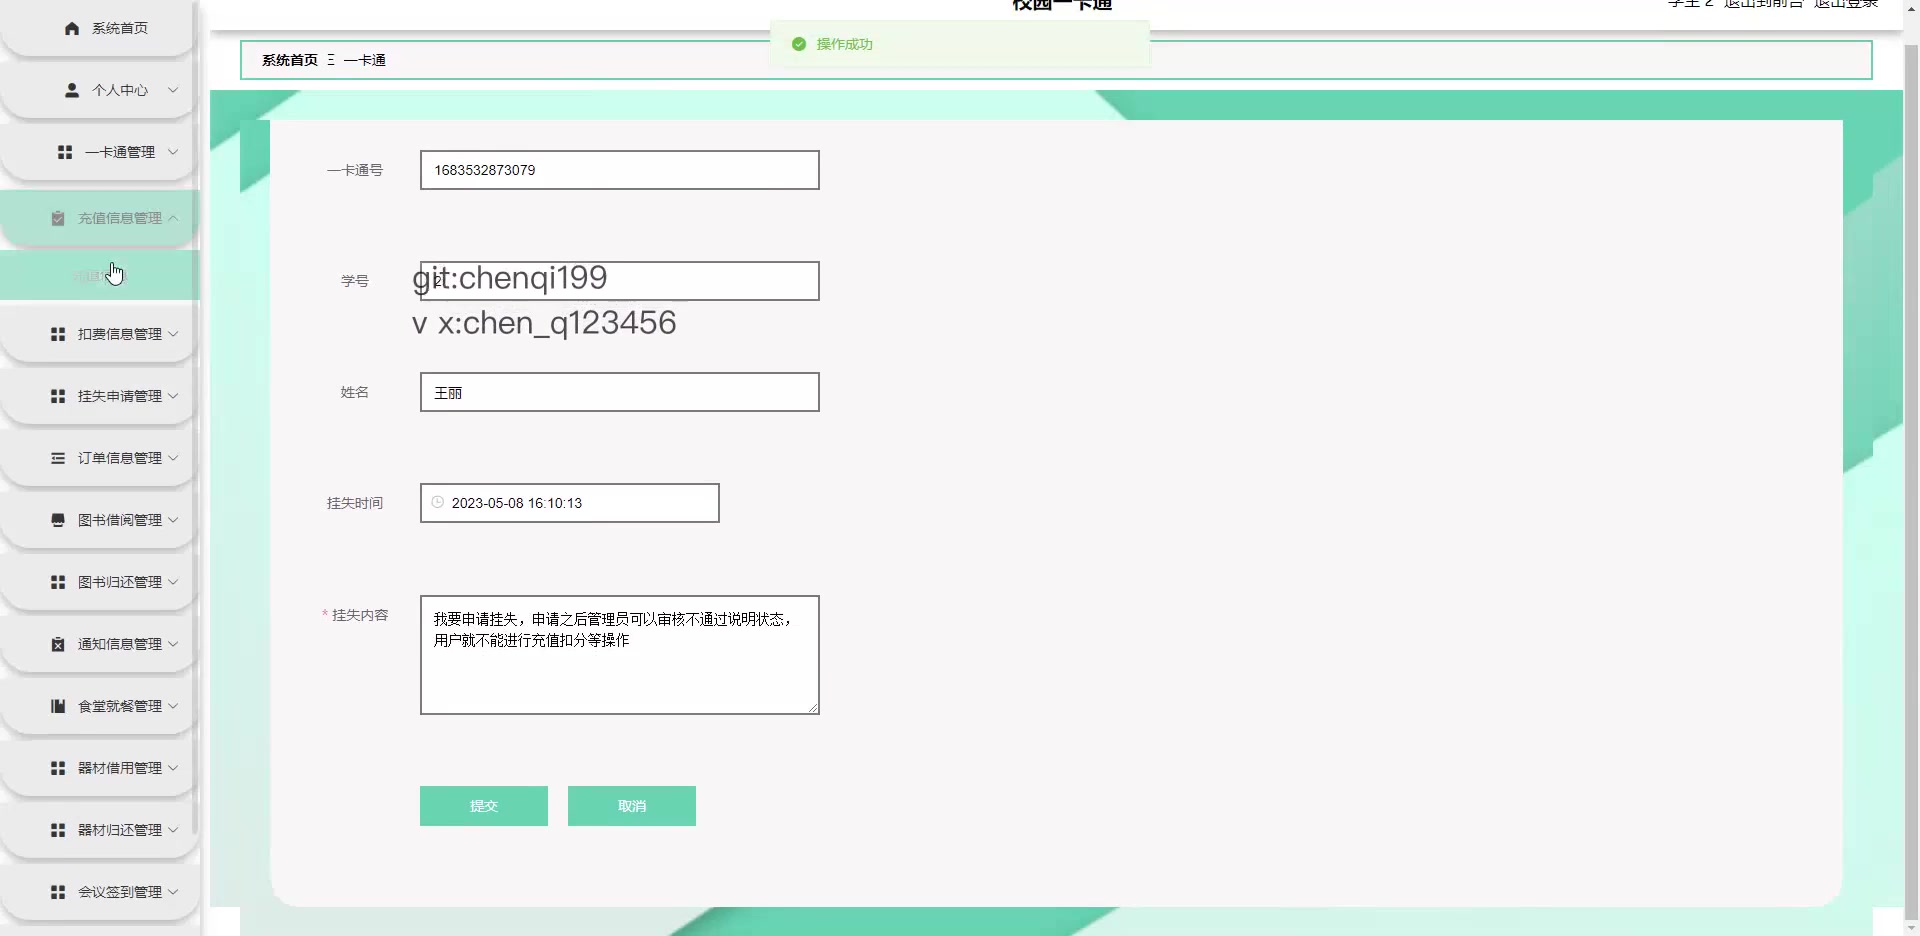 校园一卡通
学生 2 退出到前台 退出登录
操作成功
系统首页 Ξ 一卡通
系统首页
个人中心
一卡通管理
充值信息管理
扣费信息管理
挂失申请管理
订单信息管理
图书借阅管理
图书归还管理
通知信息管理
食堂就餐管理
器材借用管理
器材归还管理
会议签到管理
一卡通号 1683532873079
学号 2
git:chenqi199
v x:chen_q123456
姓名 王丽
挂失时间 2023-05-08 16:10:13
* 挂失内容 我要申请挂失，申请之后管理员可以审核不通过说明状态，
用户就不能进行充值扣分等操作
提交 取消